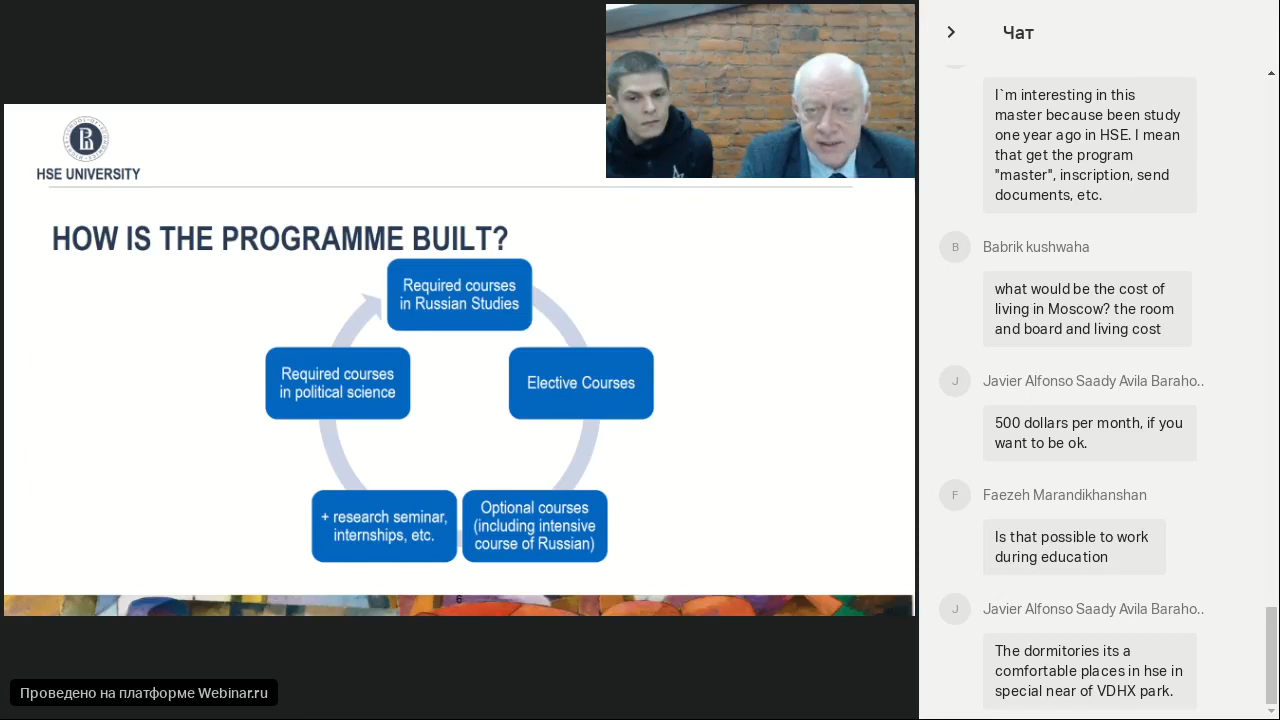 HSE UNIVERSITY
HOW IS THE PROGRAMME BUILT?
Required courses
in Russian Studies
Elective Courses
Optional courses
(including intensive
course of Russian)
+ research seminar,
internships, etc.
Required courses
in political science
6
Проведено на платформе Webinar.ru
Чат
I`m interesting in this
master because been study
one year ago in HSE. I mean
that get the program
"master", inscription, send
documents, etc.
B
Babrik kushwaha
what would be the cost of
living in Moscow? the room
and board and living cost
J
Javier Alfonso Saady Avila Baraho..
500 dollars per month, if you
want to be ok.
F
Faezeh Marandikhanshan
Is that possible to work
during education
J
Javier Alfonso Saady Avila Baraho..
The dormitories its a
comfortable places in hse in
special near of VDHX park.